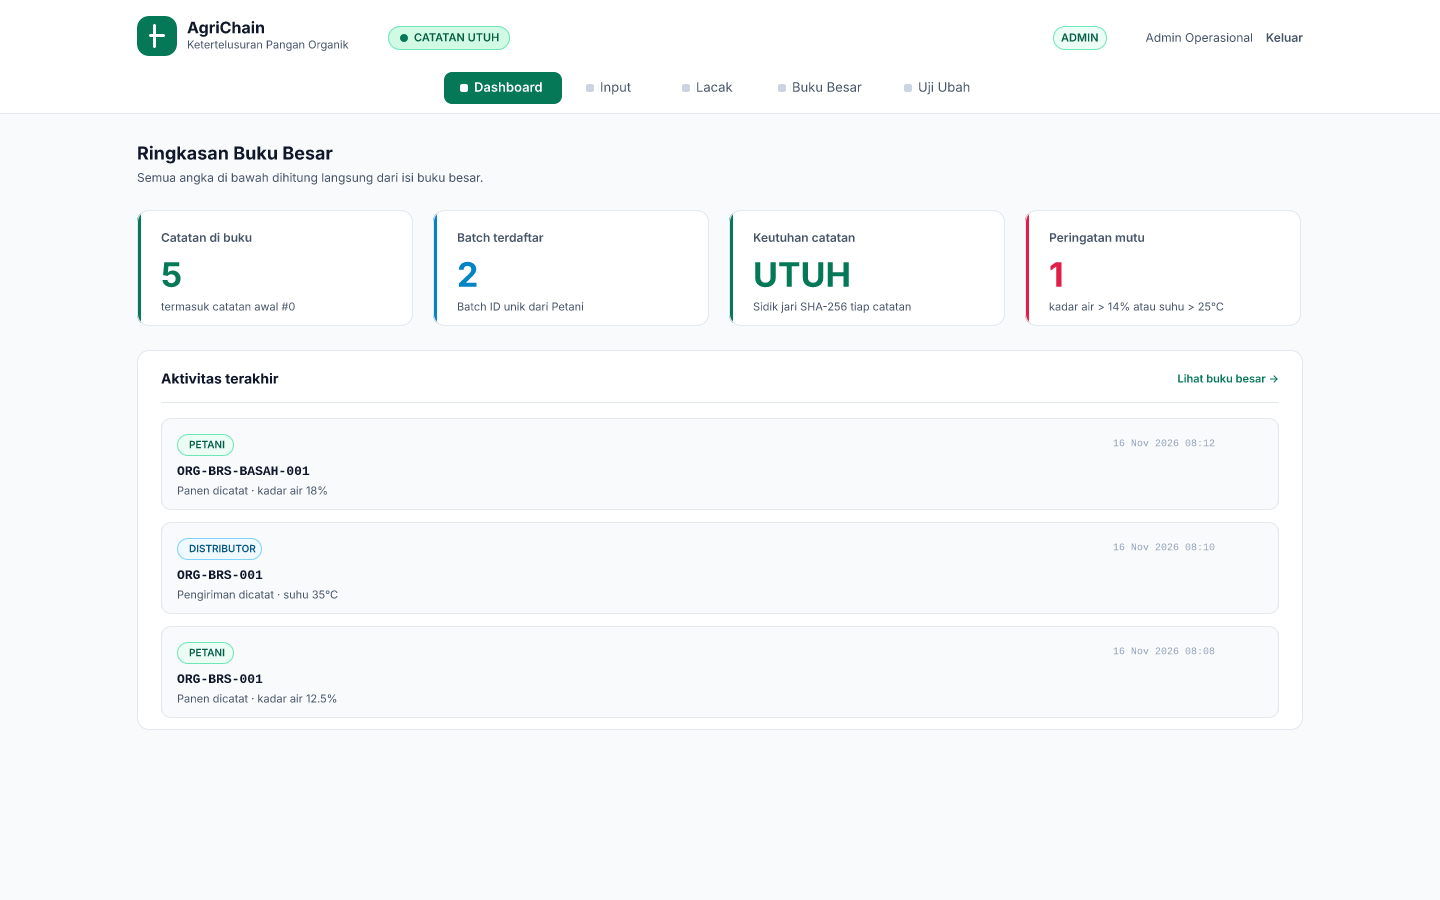 AgriChain
Ketertelusuran Pangan Organik
CATATAN UTUH
ADMIN
Admin Operasional
Keluar
Dashboard
Input
Lacak
Buku Besar
Uji Ubah
Ringkasan Buku Besar
Semua angka di bawah dihitung langsung dari isi buku besar.
Catatan di buku
5
termasuk catatan awal #0
Batch terdaftar
2
Batch ID unik dari Petani
Keutuhan catatan
UTUH
Sidik jari SHA-256 tiap catatan
Peringatan mutu
1
kadar air > 14% atau suhu > 25°C
Aktivitas terakhir
Lihat buku besar →
PETANI
16 Nov 2026 08:12
ORG-BRS-BASAH-001
Panen dicatat · kadar air 18%
DISTRIBUTOR
16 Nov 2026 08:10
ORG-BRS-001
Pengiriman dicatat · suhu 35°C
PETANI
16 Nov 2026 08:08
ORG-BRS-001
Panen dicatat · kadar air 12.5%